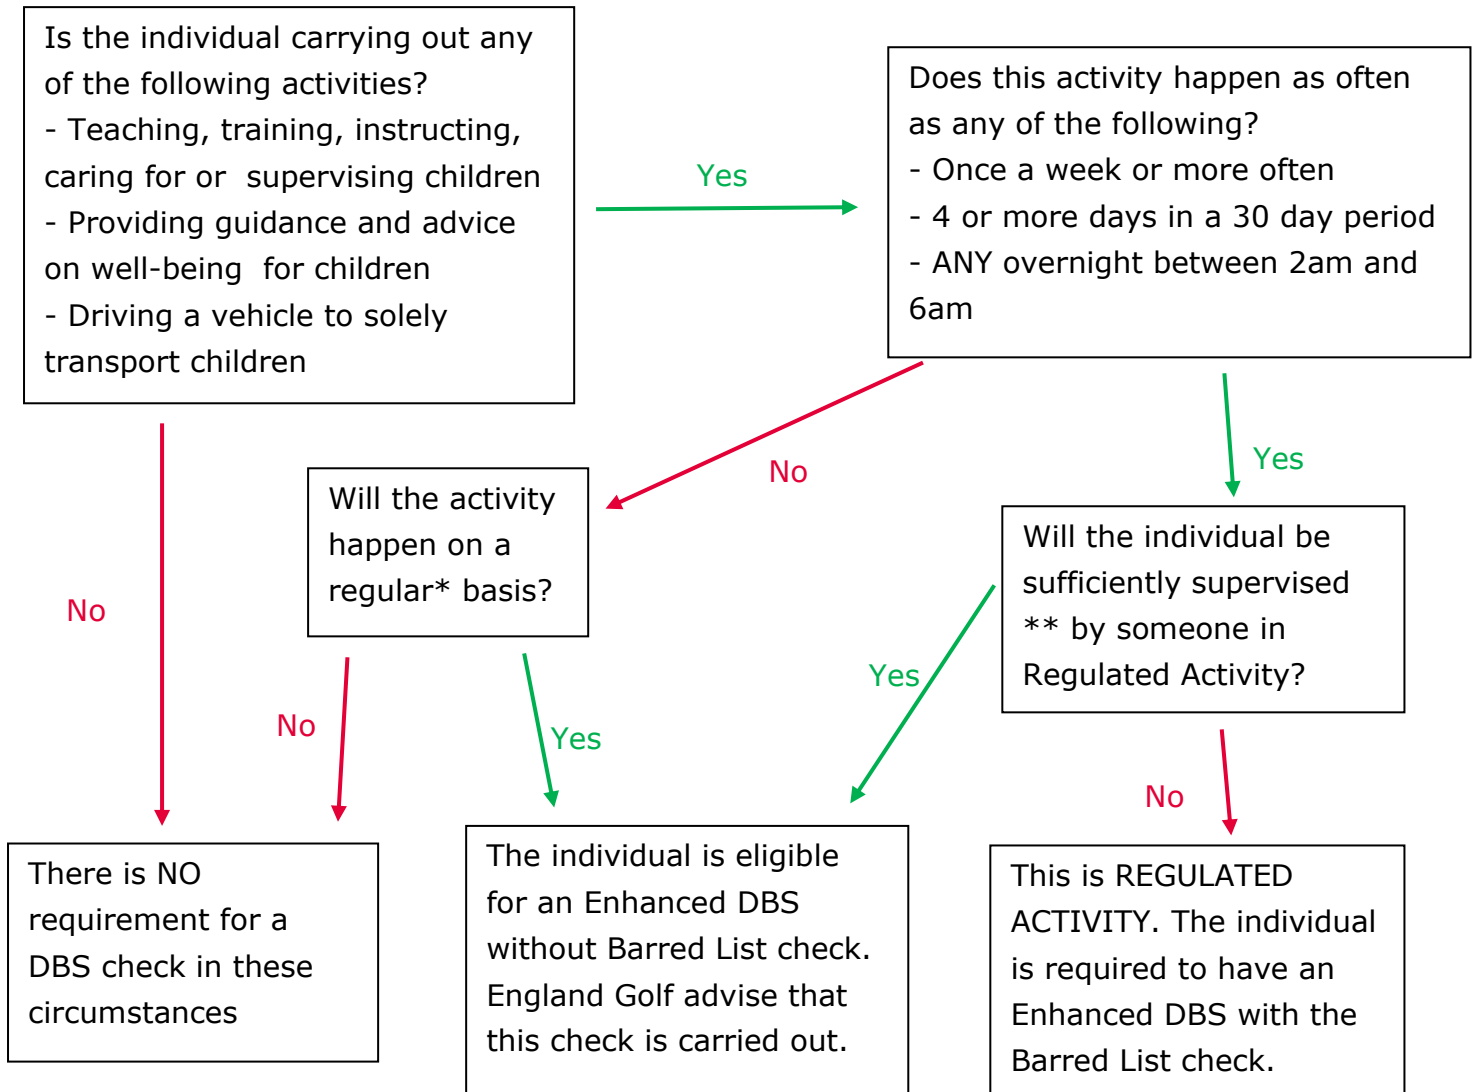 Is the individual carrying out any
of the following activities?
- Teaching, training, instructing,
caring for or  supervising children
- Providing guidance and advice
on well-being  for children
- Driving a vehicle to solely
transport children
Yes
Does this activity happen as often
as any of the following?
- Once a week or more often
- 4 or more days in a 30 day period
- ANY overnight between 2am and
6am
No
No
Yes
Will the activity
happen on a
regular* basis?
Will the individual be
sufficiently supervised
** by someone in
Regulated Activity?
No
Yes
Yes
No
There is NO
requirement for a
DBS check in these
circumstances
The individual is eligible
for an Enhanced DBS
without Barred List check.
England Golf advise that
this check is carried out.
This is REGULATED
ACTIVITY. The individual
is required to have an
Enhanced DBS with the
Barred List check.